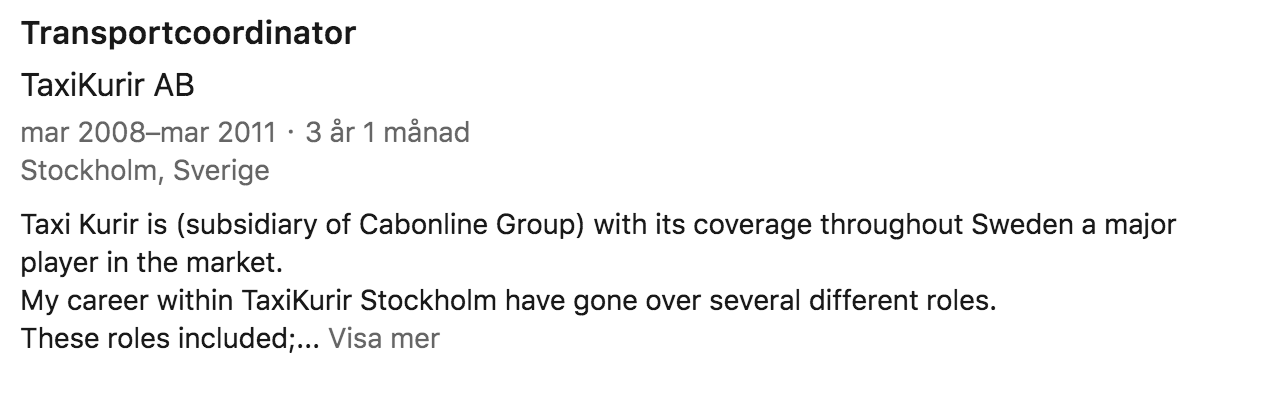 Transportcoordinator
TaxiKurir AB
mar 2008–mar 2011 · 3 år 1 månad
Stockholm, Sverige
Taxi Kurir is (subsidiary of Cabonline Group) with its coverage throughout Sweden a major
player in the market.
My career within TaxiKurir Stockholm have gone over several different roles.
These roles included;... Visa mer